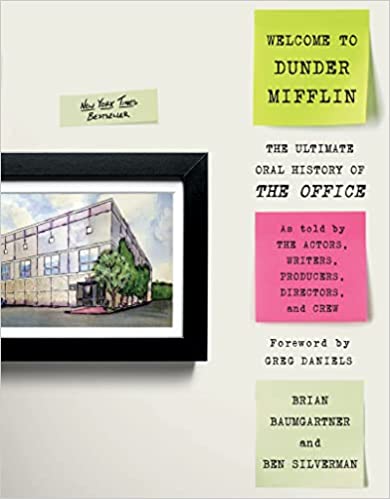 WELCOME TO
DUNDER
MIFFLIN
New York Times
Bestseller
THE ULTIMATE
ORAL HISTORY OF
THE OFFICE
As told by
THE ACTORS,
WRITERS,
PRODUCERS,
DIRECTORS,
and CREW
Foreword by
GREG DANIELS
BRIAN
BAUMGARTNER
and
BEN SILVERMAN